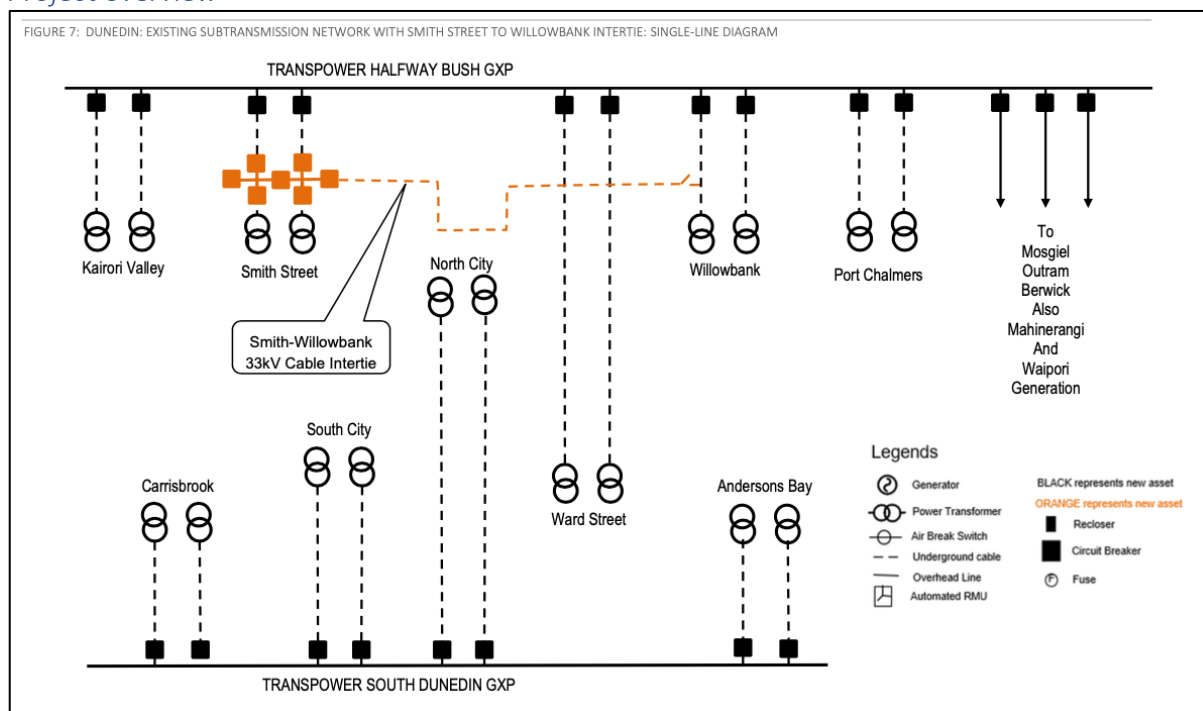 FIGURE 7: DUNEDIN: EXISTING SUBTRANSMISSION NETWORK WITH SMITH STREET TO WILLOWBANK INTERTIE: SINGLE-LINE DIAGRAM
TRANSPOWER HALFWAY BUSH GXP
Kairori Valley
Smith Street
North City
Willowbank
Port Chalmers
To
Mosgiel
Outram
Berwick
Also
Mahinerangi
And
Waipori
Generation
Smith-Willowbank
33kV Cable Intertie
South City
Carrisbrook
Ward Street
Andersons Bay
TRANSPOWER SOUTH DUNEDIN GXP
Legends
Generator
Power Transformer
Air Break Switch
Underground cable
Overhead Line
Automated RMU
BLACK represents new asset
ORANGE represents new asset
Recloser
Circuit Breaker
F Fuse